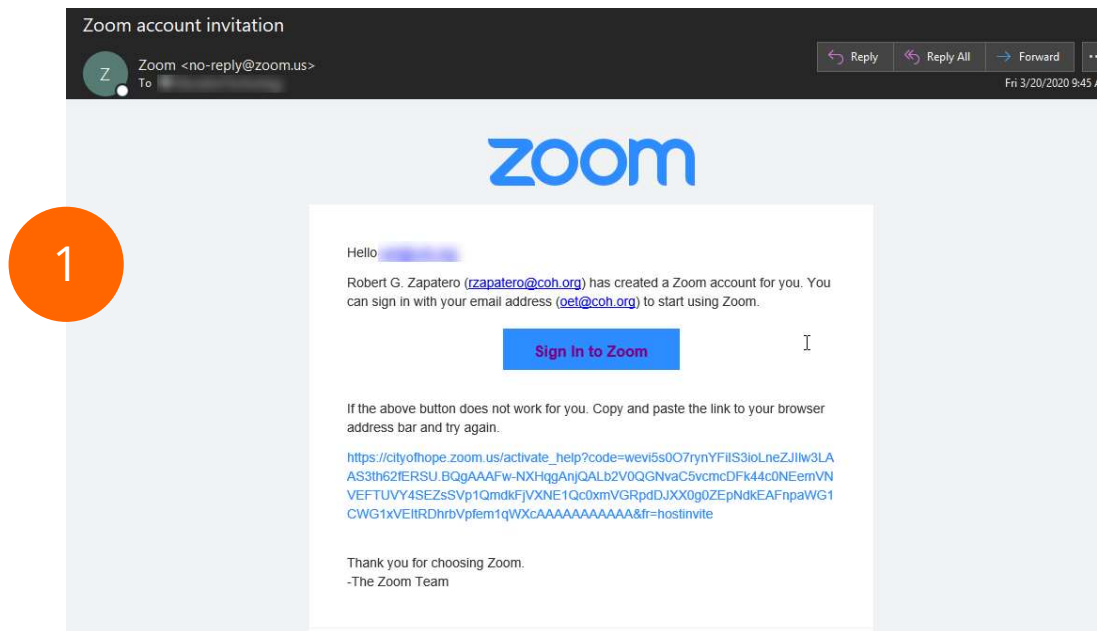 Zoom account invitation
Z
Zoom <no-reply@zoom.us>
To
Reply
Reply All
Forward
Fri 3/20/2020 9:45 A
zoom
1
Hello
Robert G. Zapatero (rzapatero@coh.org) has created a Zoom account for you. You
can sign in with your email address (oet@coh.org) to start using Zoom.
Sign In to Zoom
If the above button does not work for you. Copy and paste the link to your browser
address bar and try again.
https://cityofhope.zoom.us/activate_help?code=wevi5s0O7rynYFiIS3ioLneZJIlw3LA
AS3th62fERSU.BQgAAAFw-NXHqgAnjQALb2V0QGNvaC5vcmcDFk44c0NEemVN
VEFTUVY4SEZsSVp1QmdkFjVXNE1Qc0xmVGRpdDJXX0g0ZEpNdkEAFnpaWG1
CWG1xVEItRDhrbVpfem1qWXcAAAAAAAAAAA&fr=hostinvite
Thank you for choosing Zoom.
-The Zoom Team